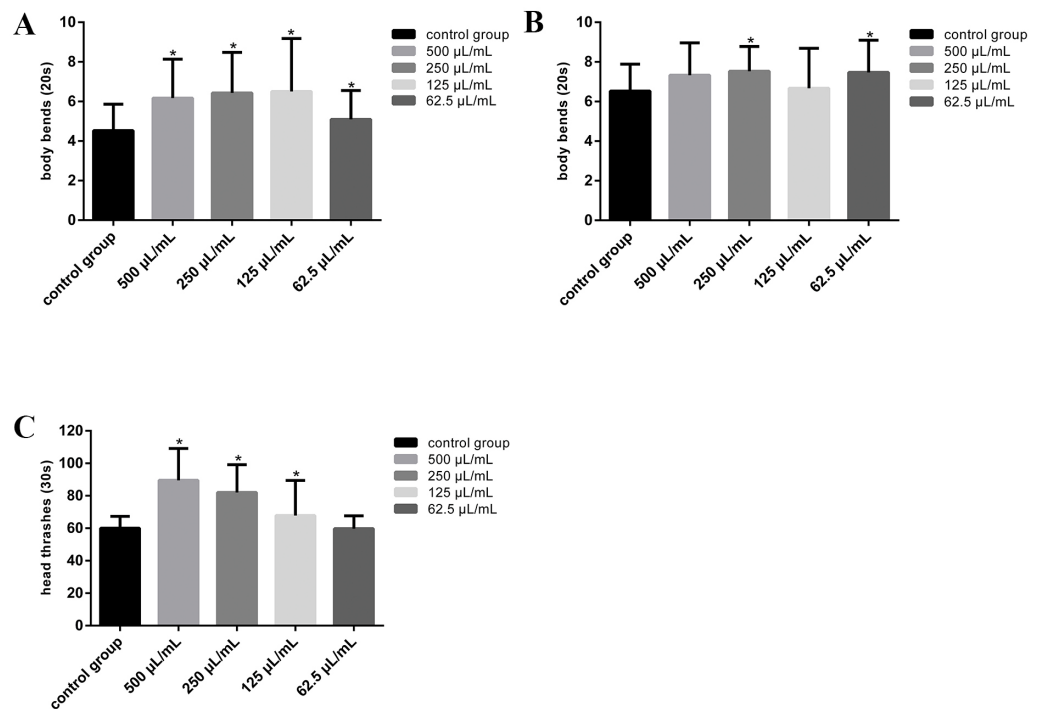 A
body bends (20s)
10
8
6
4
2
0
* * * *
control group
500 µL/mL
250 µL/mL
125 µL/mL
62.5 µL/mL
control group
500 µL/mL
250 µL/mL
125 µL/mL
62.5 µL/mL
B
body bends (20s)
10
8
6
4
2
0
* *
control group
500 µL/mL
250 µL/mL
125 µL/mL
62.5 µL/mL
control group
500 µL/mL
250 µL/mL
125 µL/mL
62.5 µL/mL
C
head thrashes (30s)
120
100
80
60
40
20
0
* * *
control group
500 µL/mL
250 µL/mL
125 µL/mL
62.5 µL/mL
control group
500 µL/mL
250 µL/mL
125 µL/mL
62.5 µL/mL